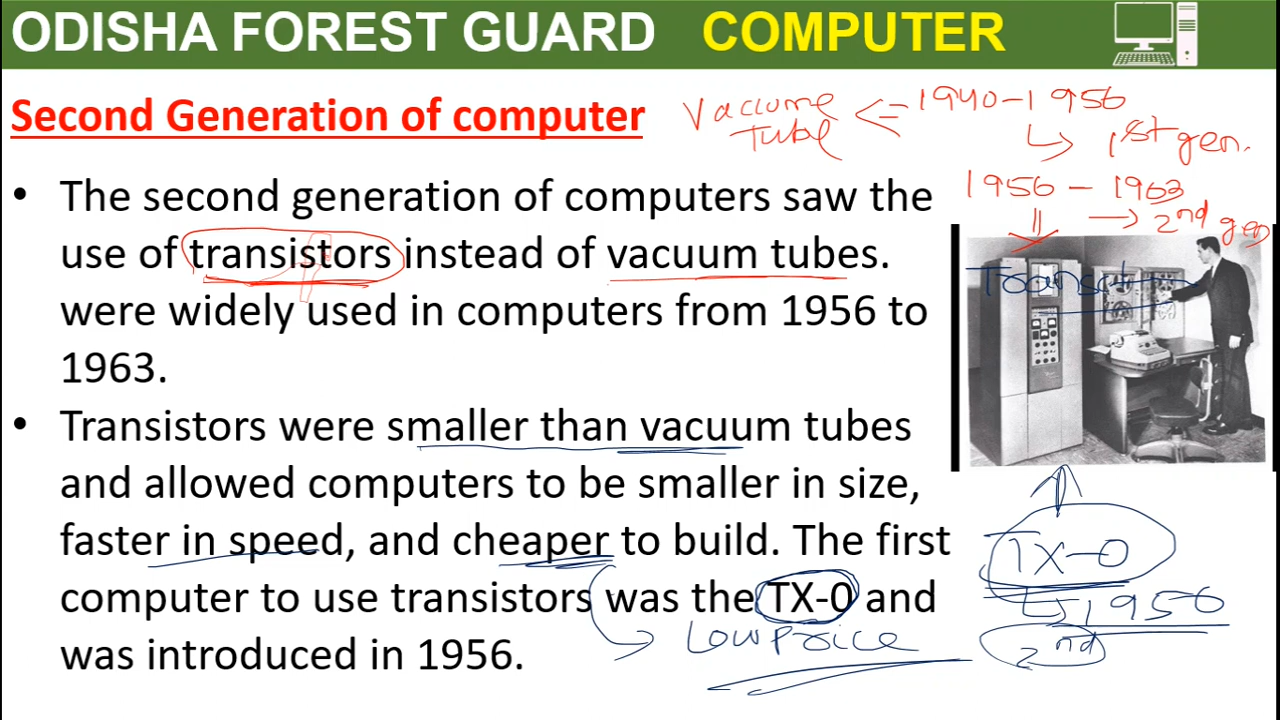 ODISHA FOREST GUARD COMPUTER
Second Generation of computer
Vaccume <= 1940-1956
Tube
↳ 1st gen.
1956 - 1963
→ 2nd gen
• The second generation of computers saw the
use of transistors instead of vacuum tubes.
were widely used in computers from 1956 to
1963.
Transist
• Transistors were smaller than vacuum tubes
and allowed computers to be smaller in size,
faster in speed, and cheaper to build. The first
computer to use transistors was the TX-0 and
was introduced in 1956.
Low Price
TX-0
↳ 1956
2nd